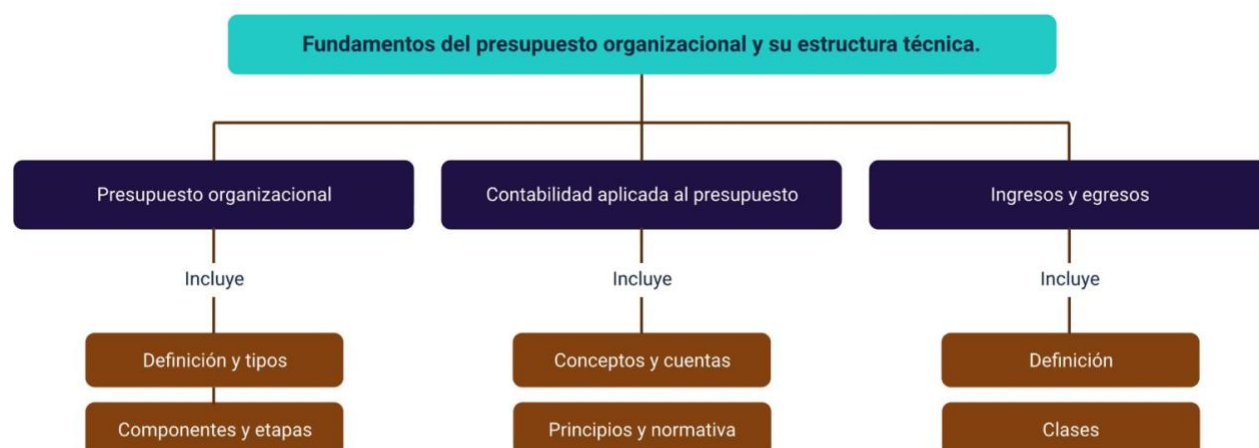 Fundamentos del presupuesto organizacional y su estructura técnica.
Presupuesto organizacional
Contabilidad aplicada al presupuesto
Ingresos y egresos
Incluye
Incluye
Incluye
Definición y tipos
Conceptos y cuentas
Definición
Componentes y etapas
Principios y normativa
Clases